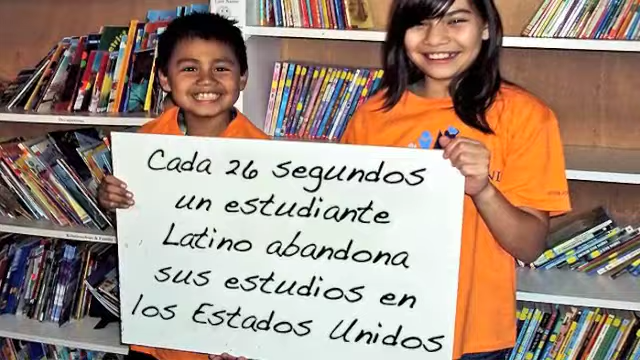 Cada 26 segundos
un estudiante
Latino abandona
sus estudios en
los Estados Unidos